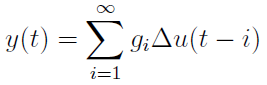 y(t) = ∑_{i=1}^{∞} g_i Δu(t − i)